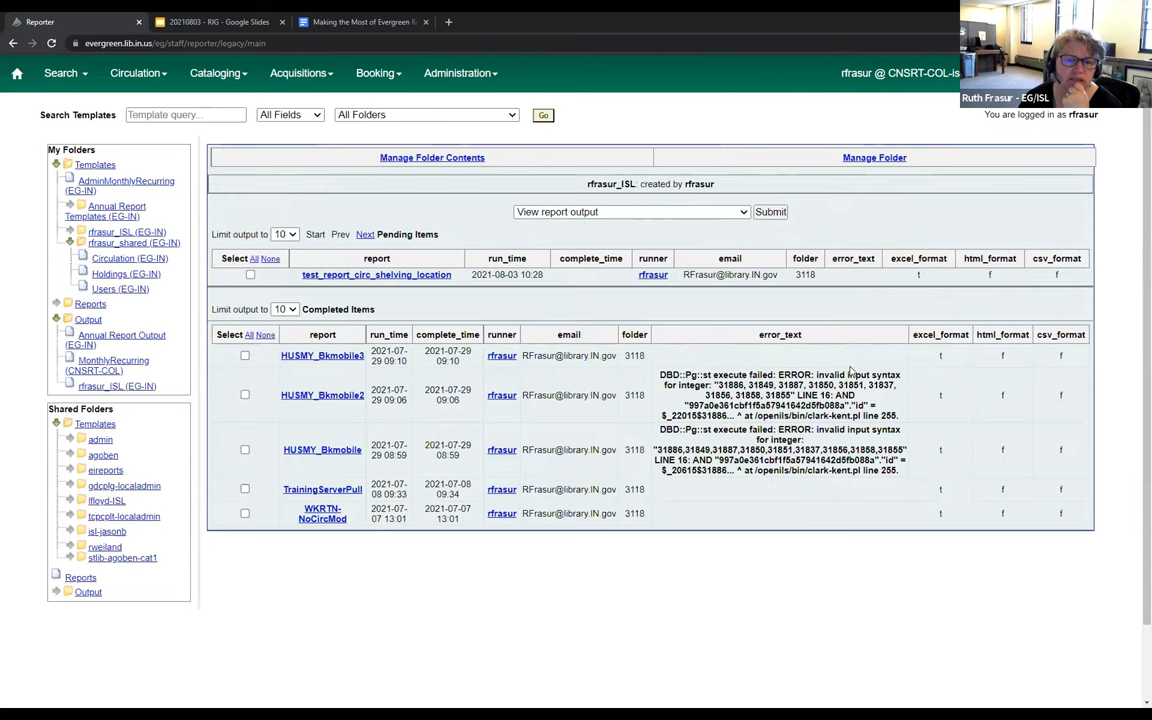 Reporter
20210803 - RIG - Google Slides
Making the Most of Evergreen R
evergreen.lib.in.us/eg/staff/reporter/legacy/main
Search
Circulation
Cataloging
Acquisitions
Booking
Administration
rfrasur @ CNSRT-COL-is
Ruth Frasur - EG/ISL
Search Templates
Template query...
All Fields
All Folders
Go
You are logged in as rfrasur
My Folders
Templates
AdminMonthlyRecurring
(EG-IN)
Annual Report
Templates (EG-IN)
rfrasur_ISL (EG-IN)
rfrasur_shared (EG-IN)
Circulation (EG-IN)
Holdings (EG-IN)
Users (EG-IN)
Reports
Output
Annual Report Output
(EG-IN)
MonthlyRecurring
(CNSRT-COL)
rfrasur_ISL (EG-IN)
Shared Folders
Templates
admin
agoben
eireports
gdcplg-localadmin
lfloyd-ISL
tcpcplt-localadmin
isl-jasonb
rweiland
stlib-agoben-cat1
Reports
Output
Manage Folder Contents
Manage Folder
rfrasur_ISL: created by rfrasur
View report output
Submit
Limit output to 10 Start Prev Next Pending Items
Select All None report run_time complete_time runner email folder error_text excel_format html_format csv_format
test_report_circ_shelving_location 2021-08-03 10:28 rfrasur RFrasur@library.IN.gov 3118 t f f
Limit output to 10 Completed Items
Select All None report run_time complete_time runner email folder error_text excel_format html_format csv_format
HUSMY_Bkmobile3 2021-07-29 09:10 2021-07-29 09:10 rfrasur RFrasur@library.IN.gov 3118 t f f
HUSMY_Bkmobile2 2021-07-29 09:06 2021-07-29 09:06 rfrasur RFrasur@library.IN.gov 3118
DBD::Pg::st execute failed: ERROR: invalid input syntax
for integer: "31886, 31849, 31887, 31850, 31851, 31837,
31856, 31858, 31855" LINE 16: AND
"997a0e361cbf1f5a57941642d5fb088a"."id" =
$_22015$31886... ^ at /openils/bin/clark-kent.pl line 255.
t f f
HUSMY_Bkmobile 2021-07-29 08:59 2021-07-29 08:59 rfrasur RFrasur@library.IN.gov 3118
DBD::Pg::st execute failed: ERROR: invalid input syntax
for integer:
"31886,31849,31887,31850,31851,31837,31856,31858,31855"
LINE 16: AND "997a0e361cbf1f5a57941642d5fb088a"."id" =
$_20615$31886... ^ at /openils/bin/clark-kent.pl line 255.
t f f
TrainingServerPull 2021-07-08 09:33 2021-07-08 09:34 rfrasur RFrasur@library.IN.gov 3118 t f f
WKRTN-NoCircMod 2021-07-07 13:01 2021-07-07 13:01 rfrasur RFrasur@library.IN.gov 3118 t f f